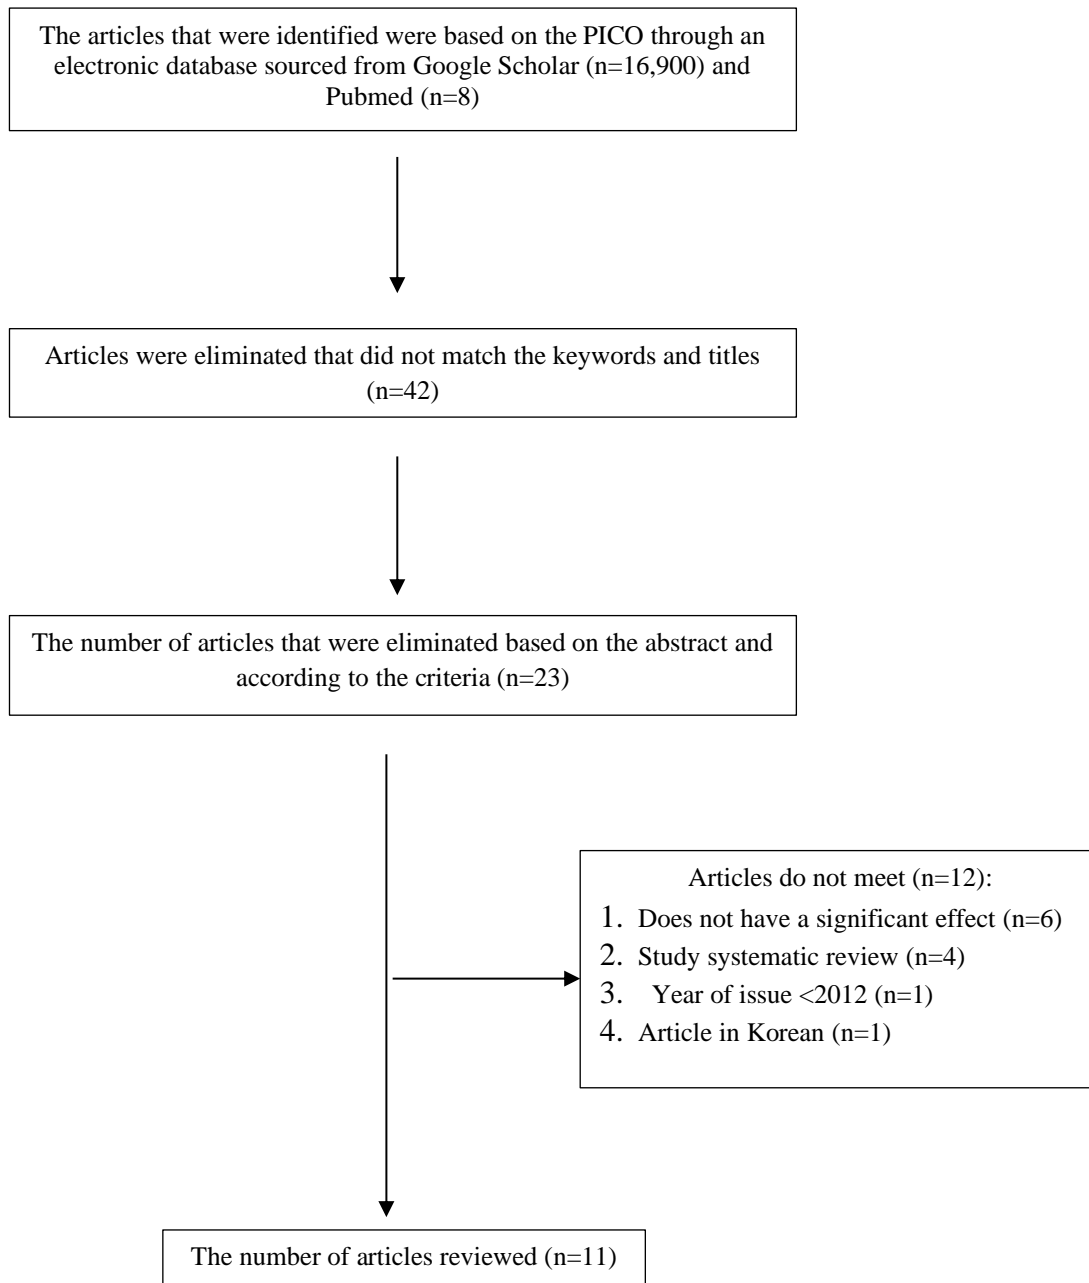 The articles that were identified were based on the PICO through an
electronic database sourced from Google Scholar (n=16,900) and
Pubmed (n=8)
Articles were eliminated that did not match the keywords and titles
(n=42)
The number of articles that were eliminated based on the abstract and
according to the criteria (n=23)
Articles do not meet (n=12):
1. Does not have a significant effect (n=6)
2. Study systematic review (n=4)
3. Year of issue <2012 (n=1)
4. Article in Korean (n=1)
The number of articles reviewed (n=11)